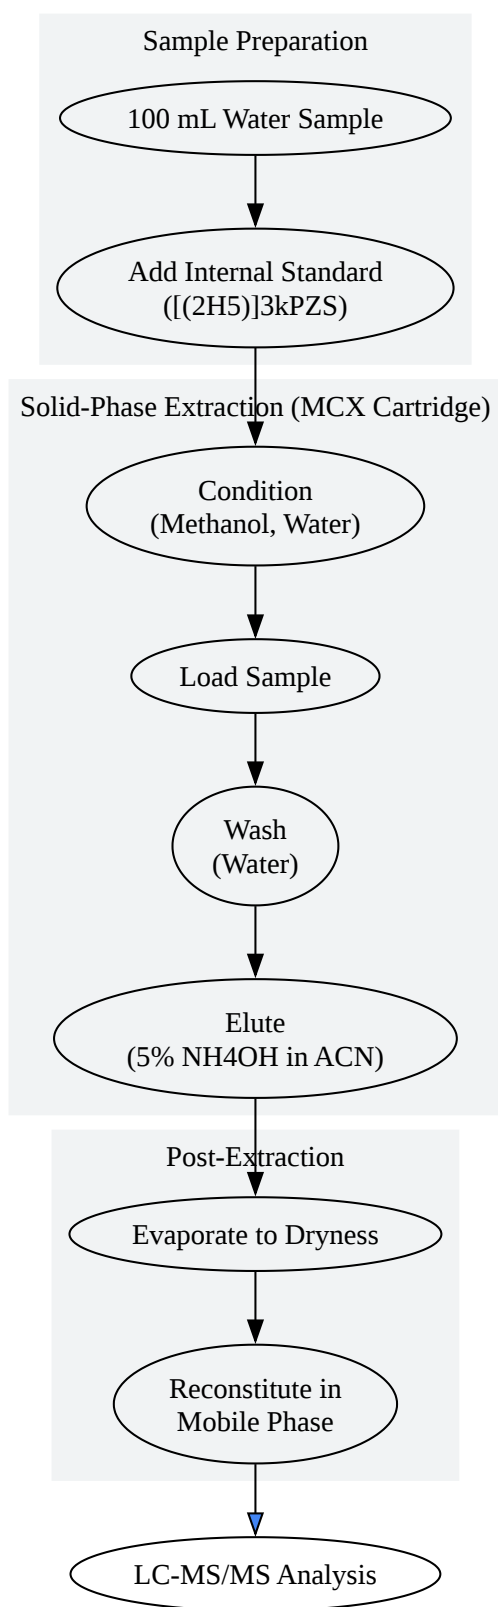 Sample Preparation
100 mL Water Sample
Add Internal Standard
([(2H5)]3kPZS)
Solid-Phase Extraction (MCX Cartridge)
Condition
(Methanol, Water)
Load Sample
Wash
(Water)
Elute
(5% NH4OH in ACN)
Post-Extraction
Evaporate to Dryness
Reconstitute in
Mobile Phase
LC-MS/MS Analysis